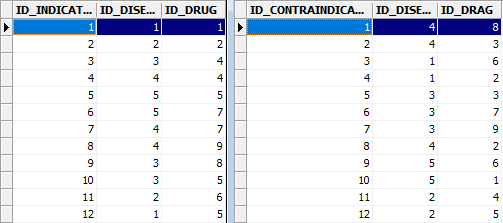 ID_INDICAT... ID_DISE... ID_DRUG ID_CONTRAINDICA... ID_DISE... ID_DRAG
1 1 1 1 4 8
2 2 2 2 4 3
3 3 4 3 1 6
4 4 4 4 1 2
5 5 5 5 3 3
6 5 7 6 3 7
7 4 7 7 3 9
8 4 9 8 4 2
9 3 8 9 5 6
10 3 5 10 5 1
11 2 6 11 2 4
12 1 5 12 2 5